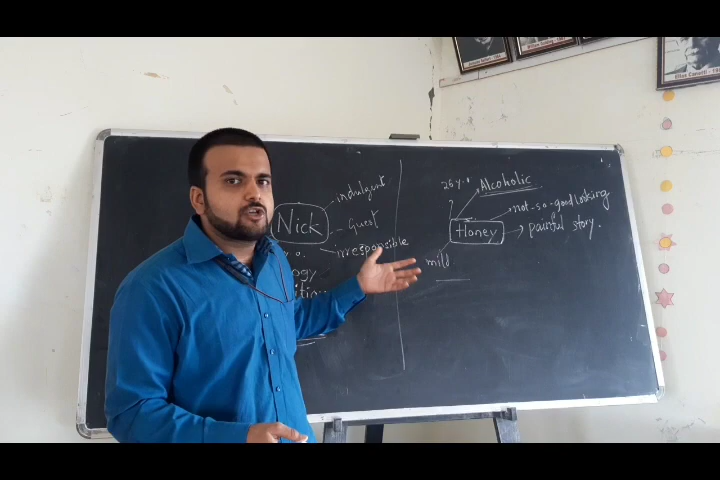 indulgent
Nick
Guest
irresponsible
26 y.
Alcoholic
not-so-good looking
Honey
painful story.
mild